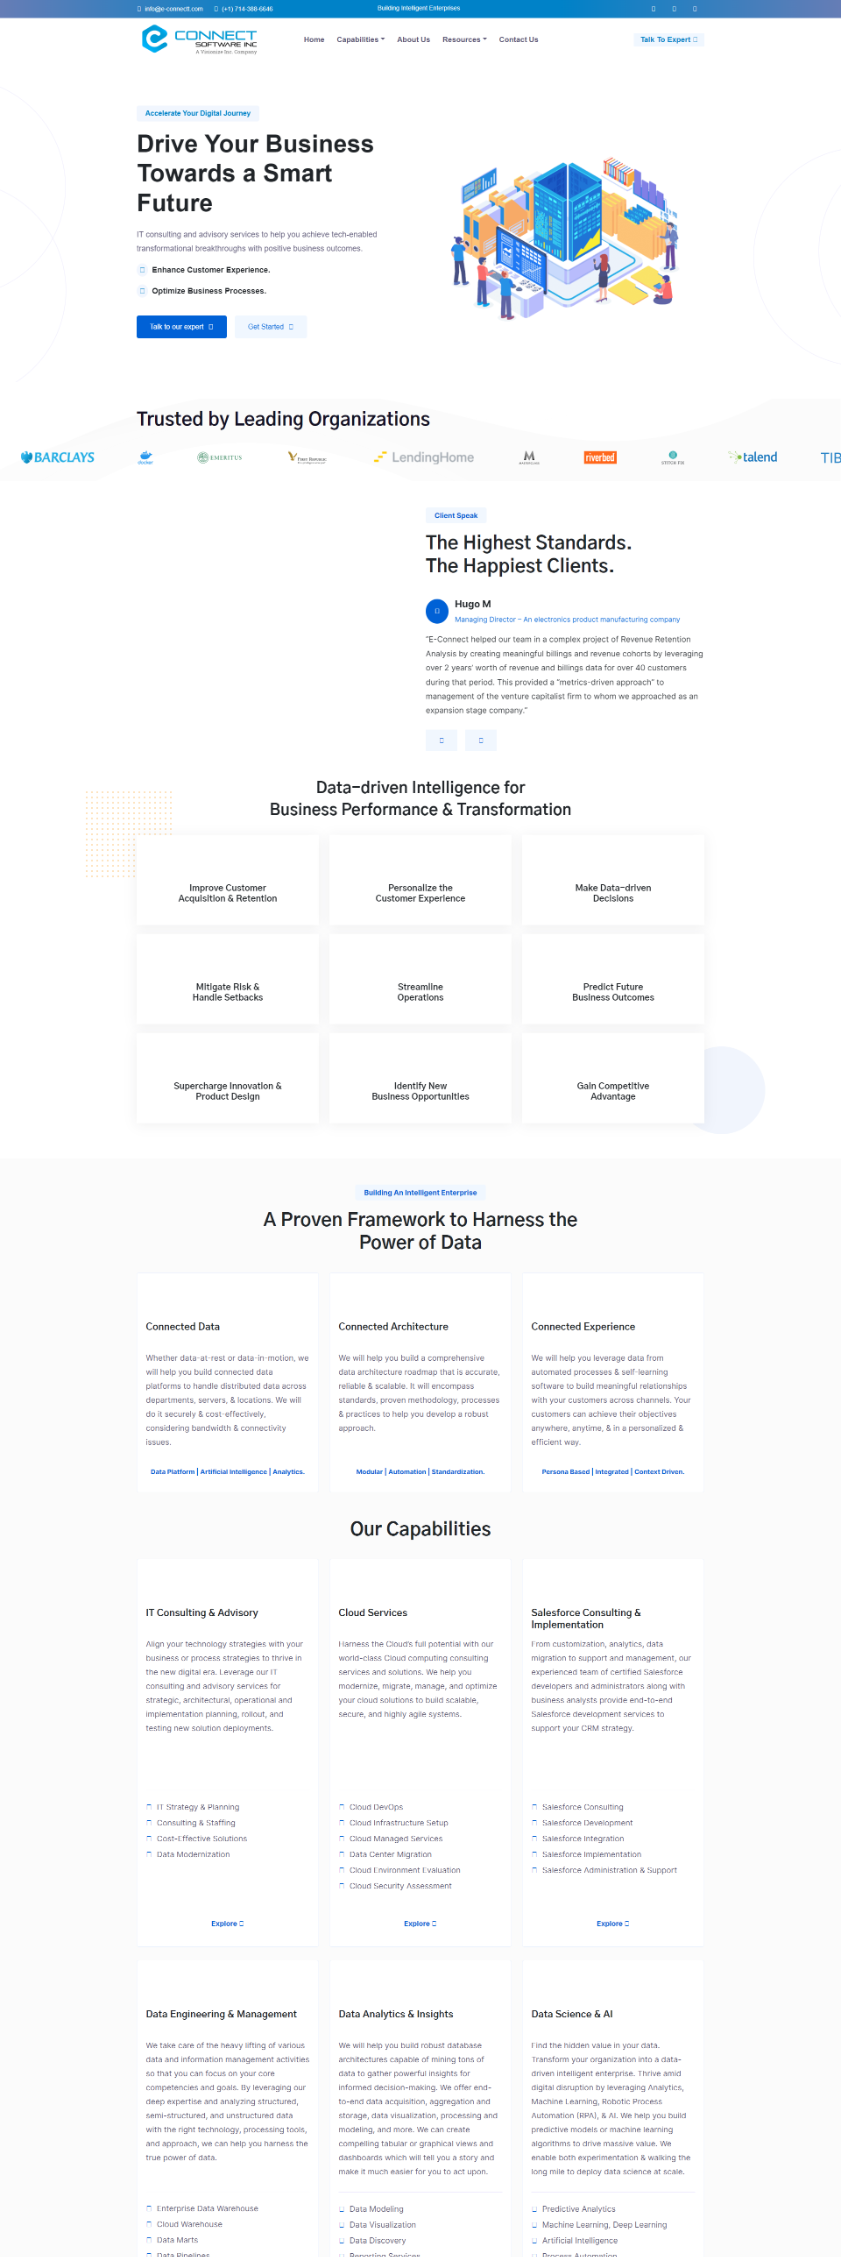 info@e-connectt.com (+1) 714-388-6646 Building Intelligent Enterprises
CONNECT
SOFTWARE INC
Home Capabilities About Us Resources Contact Us Talk To Expert
Accelerate Your Digital Journey
Drive Your Business
Towards a Smart
Future
IT consulting and advisory services to help you achieve tech-enabled
transformational breakthroughs with positive business outcomes.
Enhance Customer Experience.
Optimize Business Processes.
Talk to our expert Get Started
Trusted by Leading Organizations
BARCLAYS docker EMERITUS First Republic LendingHome riverbed talend TIB
Client Speak
The Highest Standards.
The Happiest Clients.
Hugo M
Managing Director - An electronics product manufacturing company
"E-Connect helped our team in a complex project of Revenue Retention
Analysis by creating meaningful billings and revenue cohorts by leveraging
over 2 years' worth of revenue and billings data for over 40 customers
during that period. This provided a "metrics-driven approach" to
management of the venture capitalist firm to whom we approached as an
expansion stage company."
Data-driven Intelligence for
Business Performance & Transformation
Improve Customer
Acquisition & Retention
Personalize the
Customer Experience
Make Data-driven
Decisions
Mitigate Risk &
Handle Setbacks
Streamline
Operations
Predict Future
Business Outcomes
Supercharge Innovation &
Product Design
Identify New
Business Opportunities
Gain Competitive
Advantage
Building An Intelligent Enterprise
A Proven Framework to Harness the
Power of Data
Connected Data
Whether data-at-rest or data-in-motion, we
will help you build connected data
platforms to handle distributed data across
departments, servers, & locations. We will
do it securely & cost-effectively,
considering bandwidth & connectivity
issues.
Data Platform | Artificial Intelligence | Analytics.
Connected Architecture
We will help you build a comprehensive
data architecture roadmap that is accurate,
reliable & scalable. It will encompass
standards, proven methodology, processes
& practices to help you develop a robust
approach.
Modular | Automation | Standardization.
Connected Experience
We will help you leverage data from
automated processes & self-learning
software to build meaningful relationships
with your customers across channels. Your
customers can achieve their objectives
anywhere, anytime, & in a personalized &
efficient way.
Persona Based | Integrated | Context Driven.
Our Capabilities
IT Consulting & Advisory
Align your technology strategies with your
business or process strategies to thrive in
the new digital era. Leverage our IT
consulting and advisory services for
strategic, architectural, operational and
implementation planning, rollout, and
testing new solution deployments.
IT Strategy & Planning
Consulting & Staffing
Cost-Effective Solutions
Data Modernization
Explore
Cloud Services
Harness the Cloud's full potential with our
world-class Cloud computing consulting
services and solutions. We help you
modernize, migrate, manage, and optimize
your cloud solutions to build scalable,
secure, and highly agile systems.
Cloud DevOps
Cloud Infrastructure Setup
Cloud Managed Services
Data Center Migration
Cloud Environment Evaluation
Cloud Security Assessment
Explore
Salesforce Consulting &
Implementation
From customization, analytics, data
migration to support and management, our
experienced team of certified Salesforce
developers and administrators along with
business analysts provide end-to-end
Salesforce development services to
support your CRM strategy.
Salesforce Consulting
Salesforce Development
Salesforce Integration
Salesforce Implementation
Salesforce Administration & Support
Explore
Data Engineering & Management
We take care of the heavy lifting of various
data and information management activities
so that you can focus on your core
competencies and goals. By leveraging our
deep expertise and analyzing structured,
semi-structured, and unstructured data
with the right technology, processing tools,
and approach, we can help you harness the
true power of data.
Enterprise Data Warehouse
Cloud Warehouse
Data Marts
Data Pipelines
Data Analytics & Insights
We will help you build robust database
architectures capable of mining tons of
data to gather powerful insights for
informed decision-making. We offer end-
to-end data acquisition, aggregation and
storage, data visualization, processing and
modeling, and more. We can create
compelling tabular or graphical views and
dashboards which will tell you a story and
make it much easier for you to act upon.
Data Modeling
Data Visualization
Data Discovery
Reporting Services
Data Science & AI
Find the hidden value in your data.
Transform your organization into a data-
driven intelligent enterprise. Thrive amid
digital disruption by leveraging Analytics,
Machine Learning, Robotic Process
Automation (RPA), & AI. We help you build
predictive models or machine learning
algorithms to drive massive value. We
enable both experimentation & walking the
long mile to deploy data science at scale.
Predictive Analytics
Machine Learning, Deep Learning
Artificial Intelligence
Process Automation